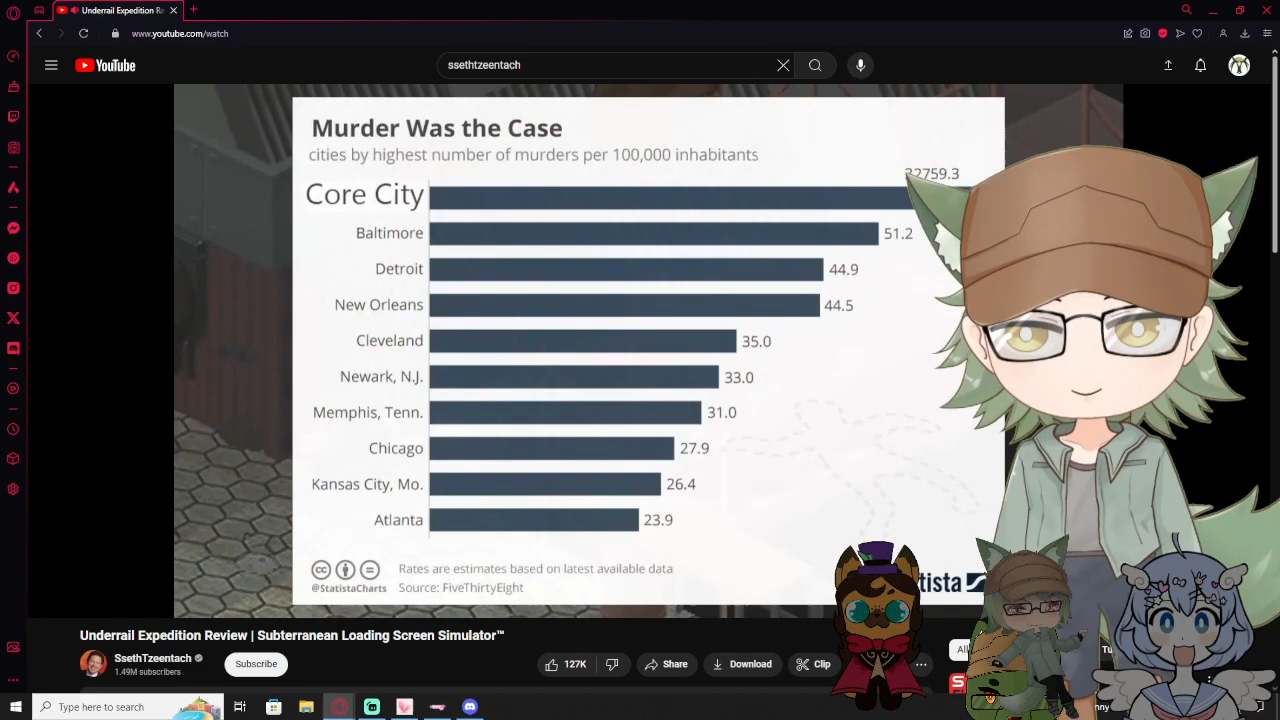 Underrail Expedition Re
www.youtube.com/watch
YouTube
ssethtzeentach
Murder Was the Case
cities by highest number of murders per 100,000 inhabitants
32759.3
Core City
Baltimore 51.2
Detroit 44.9
New Orleans 44.5
Cleveland 35.0
Newark, N.J. 33.0
Memphis, Tenn. 31.0
Chicago 27.9
Kansas City, Mo. 26.4
Atlanta 23.9
@StatistaCharts
Rates are estimates based on latest available data
Source: FiveThirtyEight
tista
Underrail Expedition Review | Subterranean Loading Screen Simulator™
SsethTzeentach
1.49M subscribers
Subscribe
127K
Share
Download
Clip
Type here to search